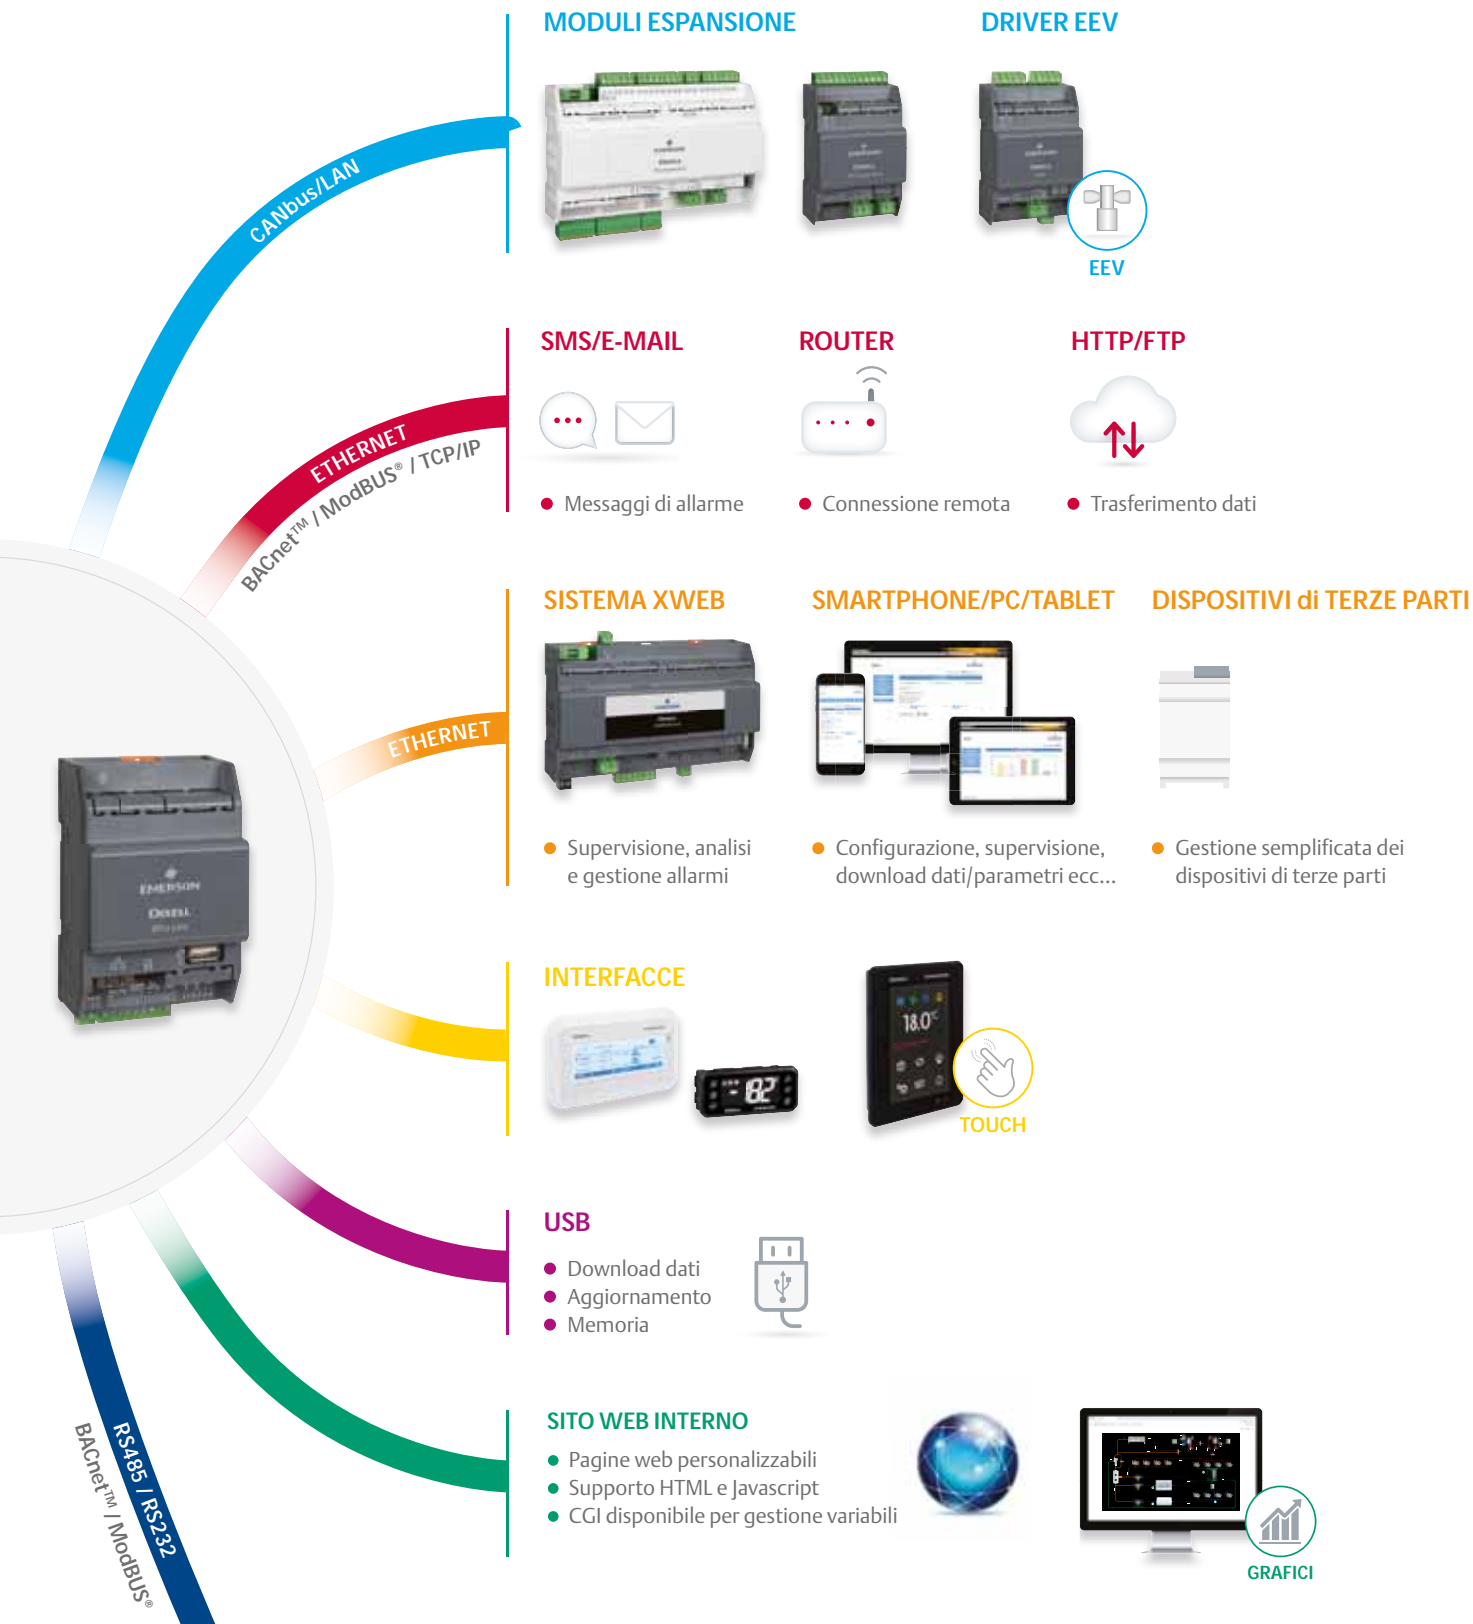 MODULI ESPANSIONE
DRIVER EEV
CANbus/LAN
EEV
SMS/E-MAIL
ROUTER
HTTP/FTP
ETHERNET
BACnet™ / ModBUS® / TCP/IP
Messaggi di allarme
Connessione remota
Trasferimento dati
SISTEMA XWEB
SMARTPHONE/PC/TABLET
DISPOSITIVI di TERZE PARTI
ETHERNET
Supervisione, analisi
e gestione allarmi
Configurazione, supervisione,
download dati/parametri ecc...
Gestione semplificata dei
dispositivi di terze parti
EMERSON
DIXELL
INTERFACCE
18.0°
82
TOUCH
USB
Download dati
Aggiornamento
Memoria
SITO WEB INTERNO
Pagine web personalizzabili
Supporto HTML e Javascript
CGI disponibile per gestione variabili
GRAFICI
RS485 / RS232
BACnet™ / ModBUS®